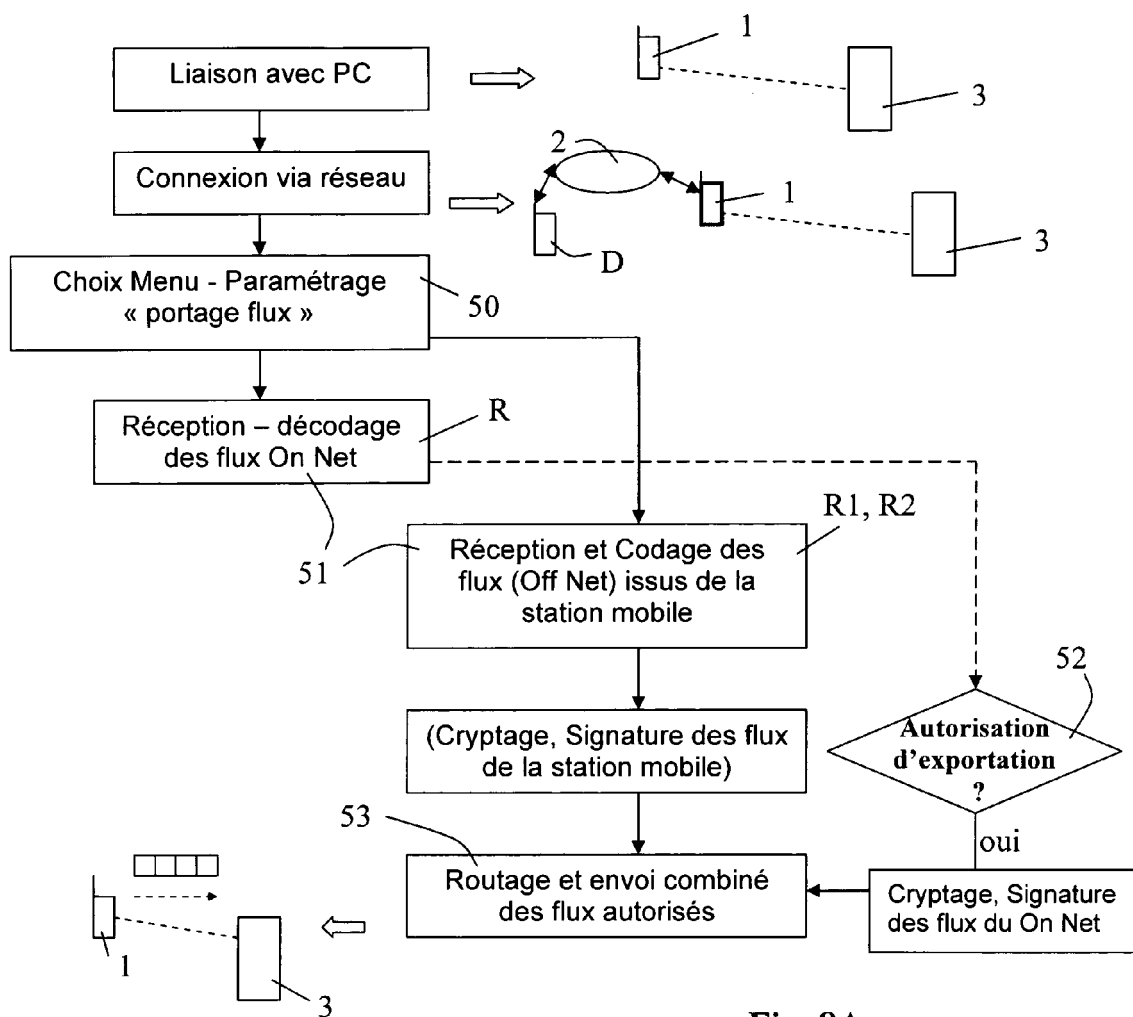 Liaison avec PC
1
3
Connexion via réseau
2
1
D
3
Choix Menu - Paramétrage
« portage flux »
50
Réception – décodage
des flux On Net
R
51
Réception et Codage des
flux (Off Net) issus de la
station mobile
R1, R2
52
Autorisation
d'exportation
?
(Cryptage, Signature des flux
de la station mobile)
oui
53
Routage et envoi combiné
des flux autorisés
Cryptage, Signature
des flux du On Net
1
3